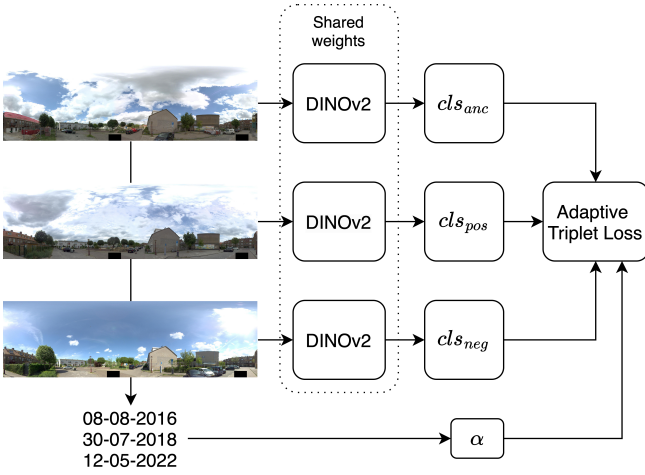 Shared
weights
DINOv2
cls_anc
DINOv2
cls_pos
Adaptive
Triplet Loss
DINOv2
cls_neg
08-08-2016
30-07-2018
12-05-2022
α